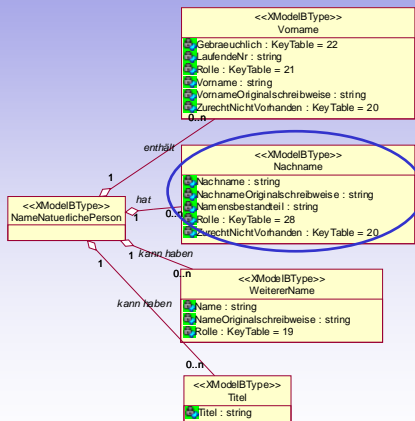 <<XModelBType>>
Vorname
Gebraeuchlich : KeyTable = 22
LaufendeNr : string
Rolle : KeyTable = 21
Vorname : string
VornameOriginalschreibweise : string
ZurechtNichtVorhanden : KeyTable = 20
0..n
enthält
1
<<XModelBType>>
Nachname
Nachname : string
NachnameOriginalschreibweise : string
Namensbestandteil : string
Rolle : KeyTable = 28
ZurechtNichtVorhanden : KeyTable = 20
hat
1
0..n
<<XModelBType>>
NameNatuerlichePerson
kann haben
1
0..n
<<XModelBType>>
WeitererName
Name : string
NameOriginalschreibweise : string
Rolle : KeyTable = 19
1
kann haben
0..n
<<XModelBType>>
Titel
Titel : string